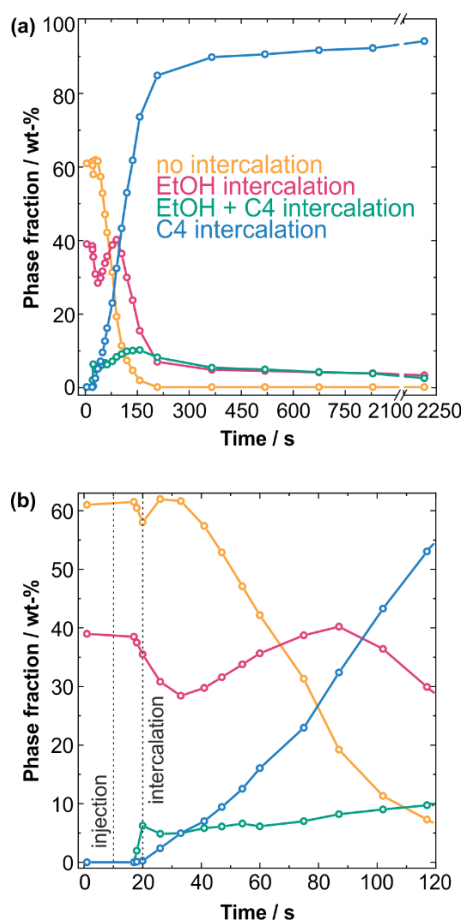 (a)
100
80
60
40
20
0
Phase fraction / wt-%
no intercalation
EtOH intercalation
EtOH + C4 intercalation
C4 intercalation
0 150 300 450 600 750 2100 2250
Time / s
(b)
60
50
40
30
20
10
0
Phase fraction / wt-%
injection
intercalation
0 20 40 60 80 100 120
Time / s